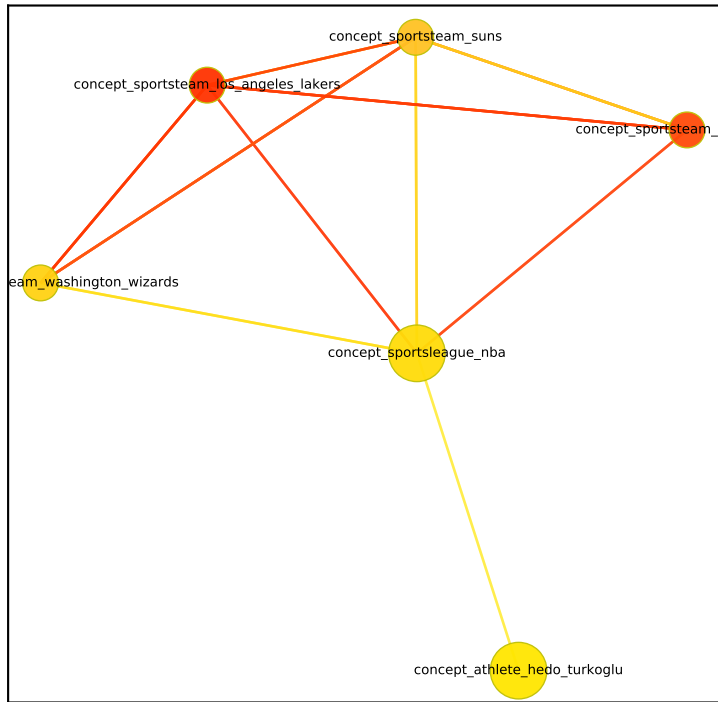 concept_sportsteam_suns
concept_sportsteam_los_angeles_lakers
concept_sportsteam_
eam_washington_wizards
concept_sportsleague_nba
concept_athlete_hedo_turkoglu